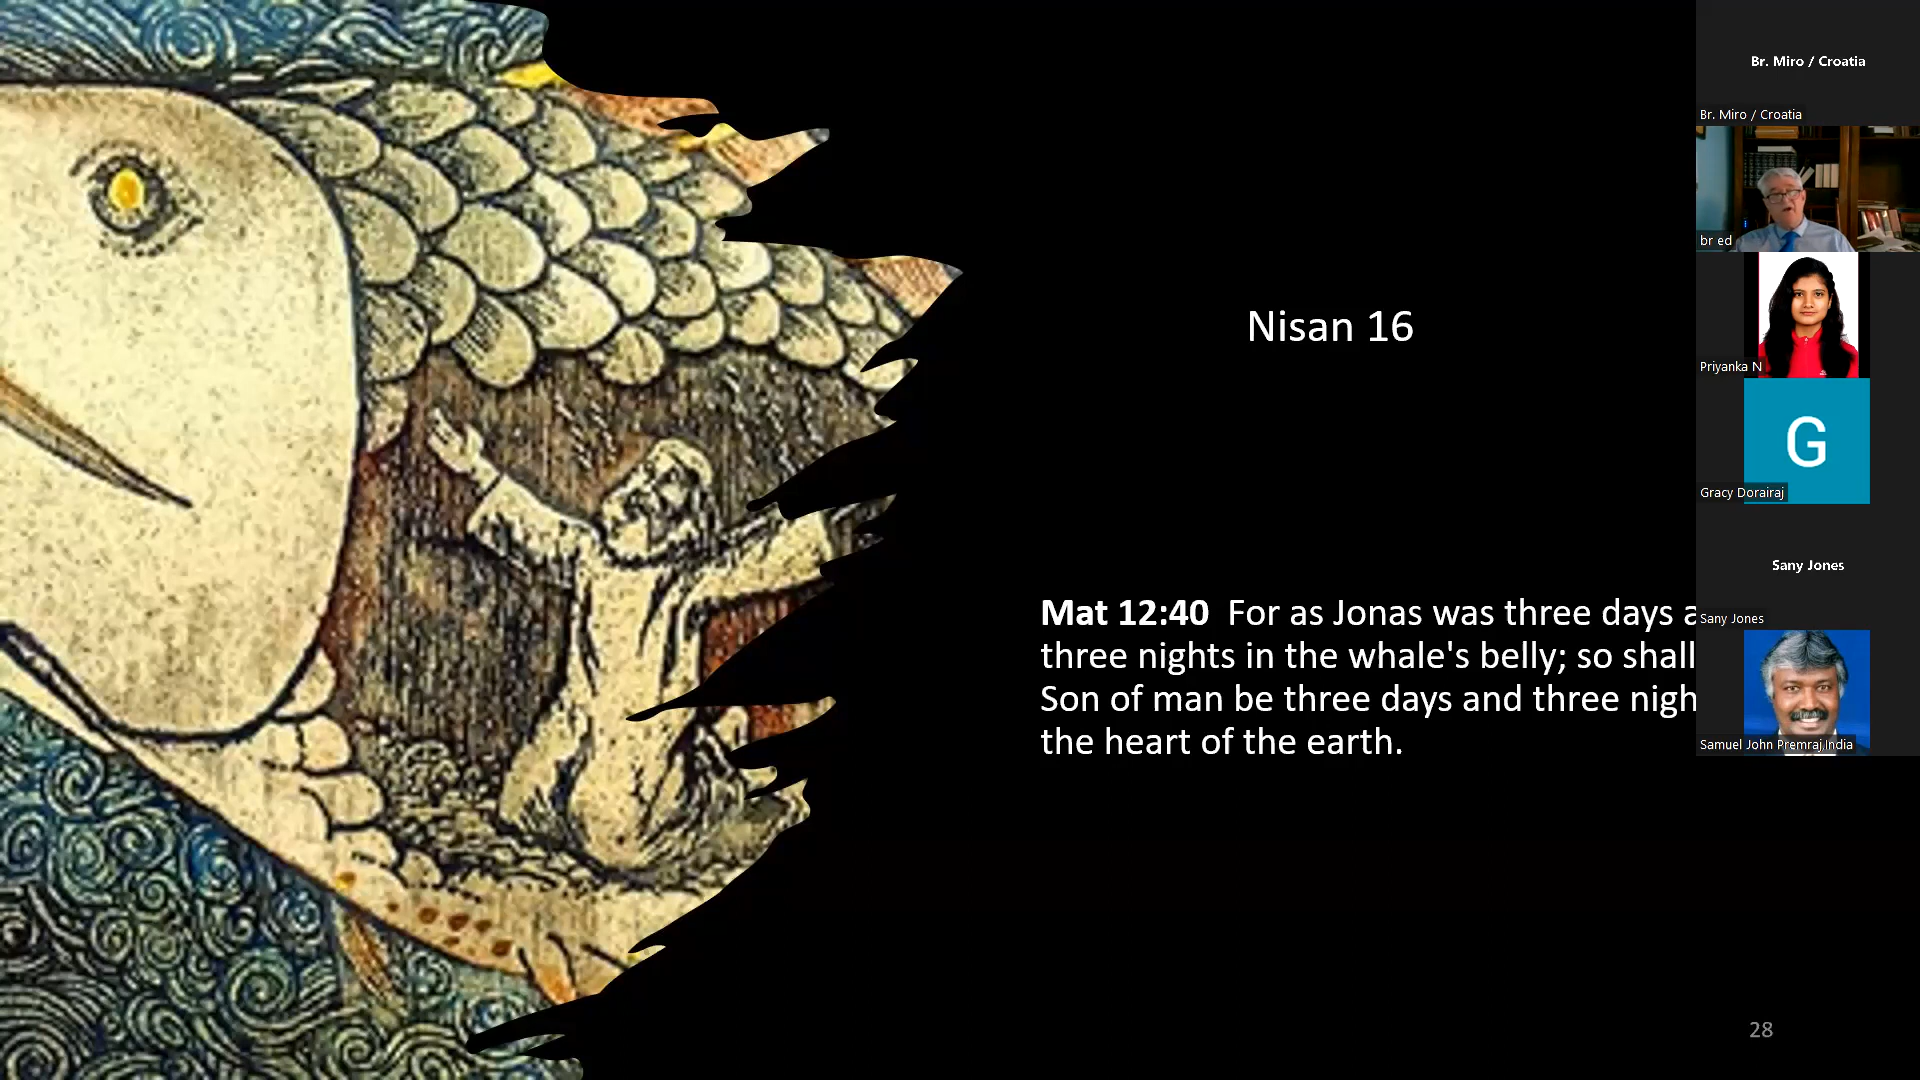 Nisan 16
Mat 12:40 For as Jonas was three days a
three nights in the whale's belly; so shall
Son of man be three days and three nigh
the heart of the earth.
28
Br. Miro / Croatia
Br. Miro / Croatia
br ed
Priyanka N
G
Gracy Dorairaj
Sany Jones
Sany Jones
Samuel John Premraj,India